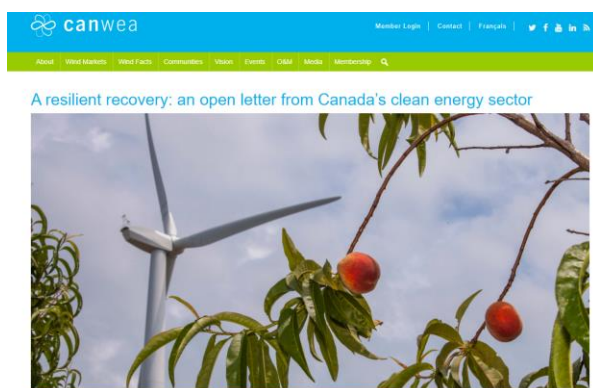 canwea
Member Login | Contact | Français |
About Wind Markets Wind Facts Communities Vision Events O&M Media Membership
A resilient recovery: an open letter from Canada's clean energy sector